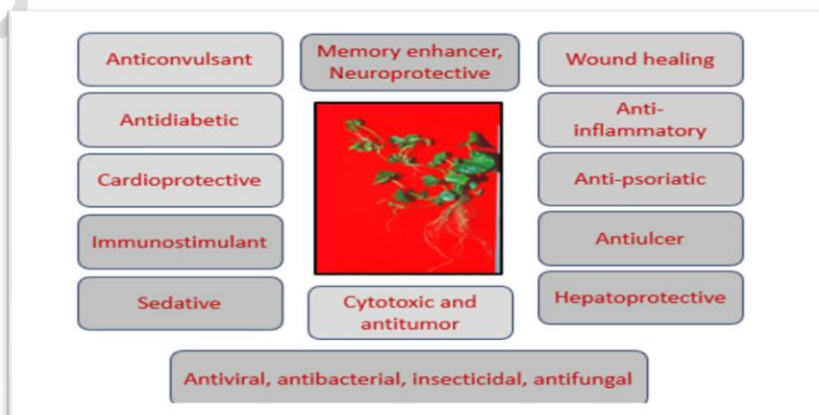 Anticonvulsant
Memory enhancer,
Neuroprotective
Wound healing
Antidiabetic
Anti-
inflammatory
Cardioprotective
Anti-psoriatic
Immunostimulant
Antiulcer
Sedative
Cytotoxic and
antitumor
Hepatoprotective
Antiviral, antibacterial, insecticidal, antifungal